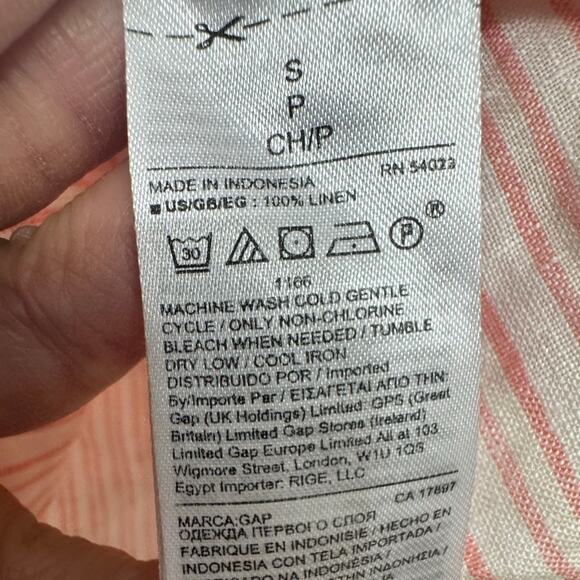 S
P
CH/P
MADE IN INDONESIA RN 54023
US/GB/EG : 100% LINEN
30 P ®
1166
MACHINE WASH COLD GENTLE
CYCLE / ONLY NON-CHLORINE
BLEACH WHEN NEEDED / TUMBLE
DRY LOW / COOL IRON
DISTRIBUIDO POR / Imported
By/Importe Par / ΕΙΣΑΓΕΤΑΙ ΑΠΟ ΤΗΝ:
Gap (UK Holdings) Limited GPS (Great
Britain) Limited Gap Stores (Ireland)
Limited Gap Europe Limited All at 103
Wigmore Street, London, W1U 1QS
Egypt Importer: RIGE, LLC
CA 17897
MARCA:GAP
ОДЕЖДА ПЕРВОГО СЛОЯ
FABRIQUE EN INDONISIE / HECHO EN
INDONESIA CON TELA IMPORTADA /
INDONÉSIA / ΣΤΗΝ ΙΝΔΟΝΗΣΙΑ /